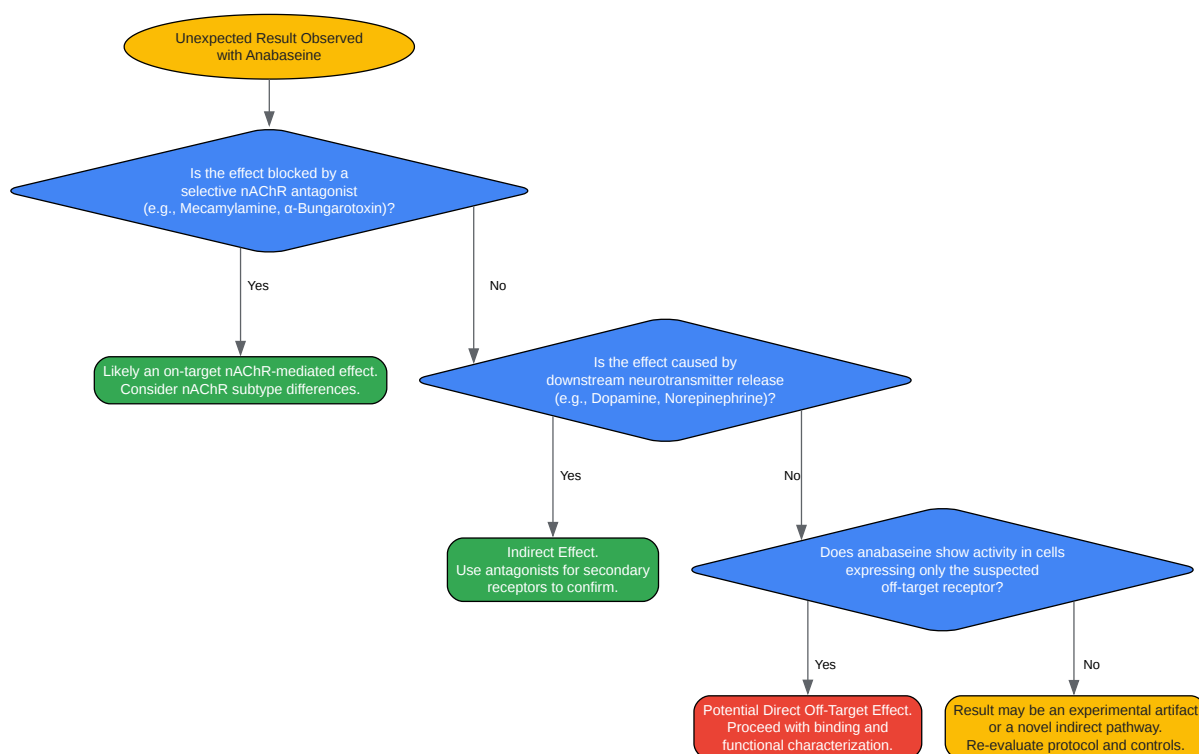 Unexpected Result Observed
with Anabaseine
Is the effect blocked by a
selective nAChR antagonist
(e.g., Mecamylamine, α-Bungarotoxin)?
Yes
No
Likely an on-target nAChR-mediated effect.
Consider nAChR subtype differences.
Is the effect caused by
downstream neurotransmitter release
(e.g., Dopamine, Norepinephrine)?
Yes
No
Indirect Effect.
Use antagonists for secondary
receptors to confirm.
Does anabaseine show activity in cells
expressing only the suspected
off-target receptor?
Yes
No
Potential Direct Off-Target Effect.
Proceed with binding and
functional characterization.
Result may be an experimental artifact
or a novel indirect pathway.
Re-evaluate protocol and controls.